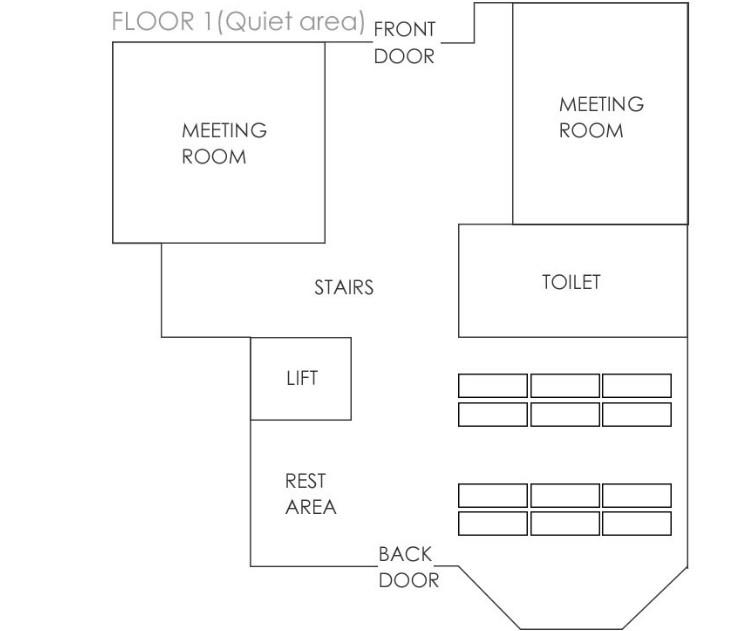 FLOOR 1(Quiet area)
FRONT
DOOR
MEETING
ROOM
MEETING
ROOM
STAIRS
TOILET
LIFT
REST
AREA
BACK
DOOR